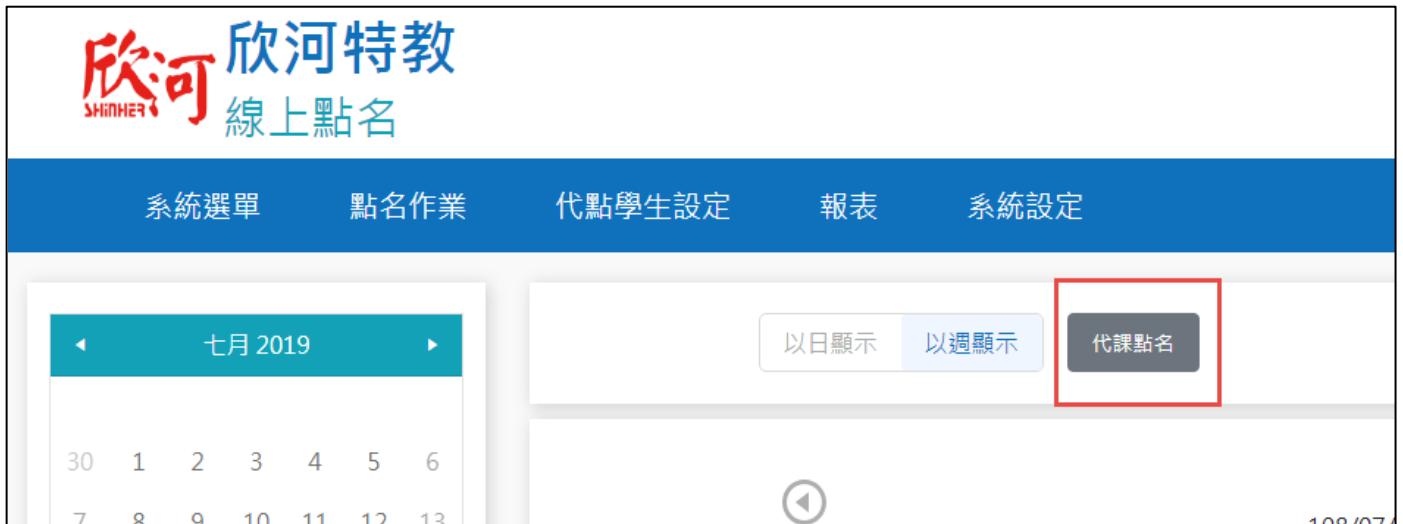 欣河
SHINHER
欣河特教
線上點名
系統選單 點名作業 代點學生設定 報表 系統設定
七月 2019
以日顯示 以週顯示 代課點名
30 1 2 3 4 5 6
7 8 9 10 11 12 13
108/07/